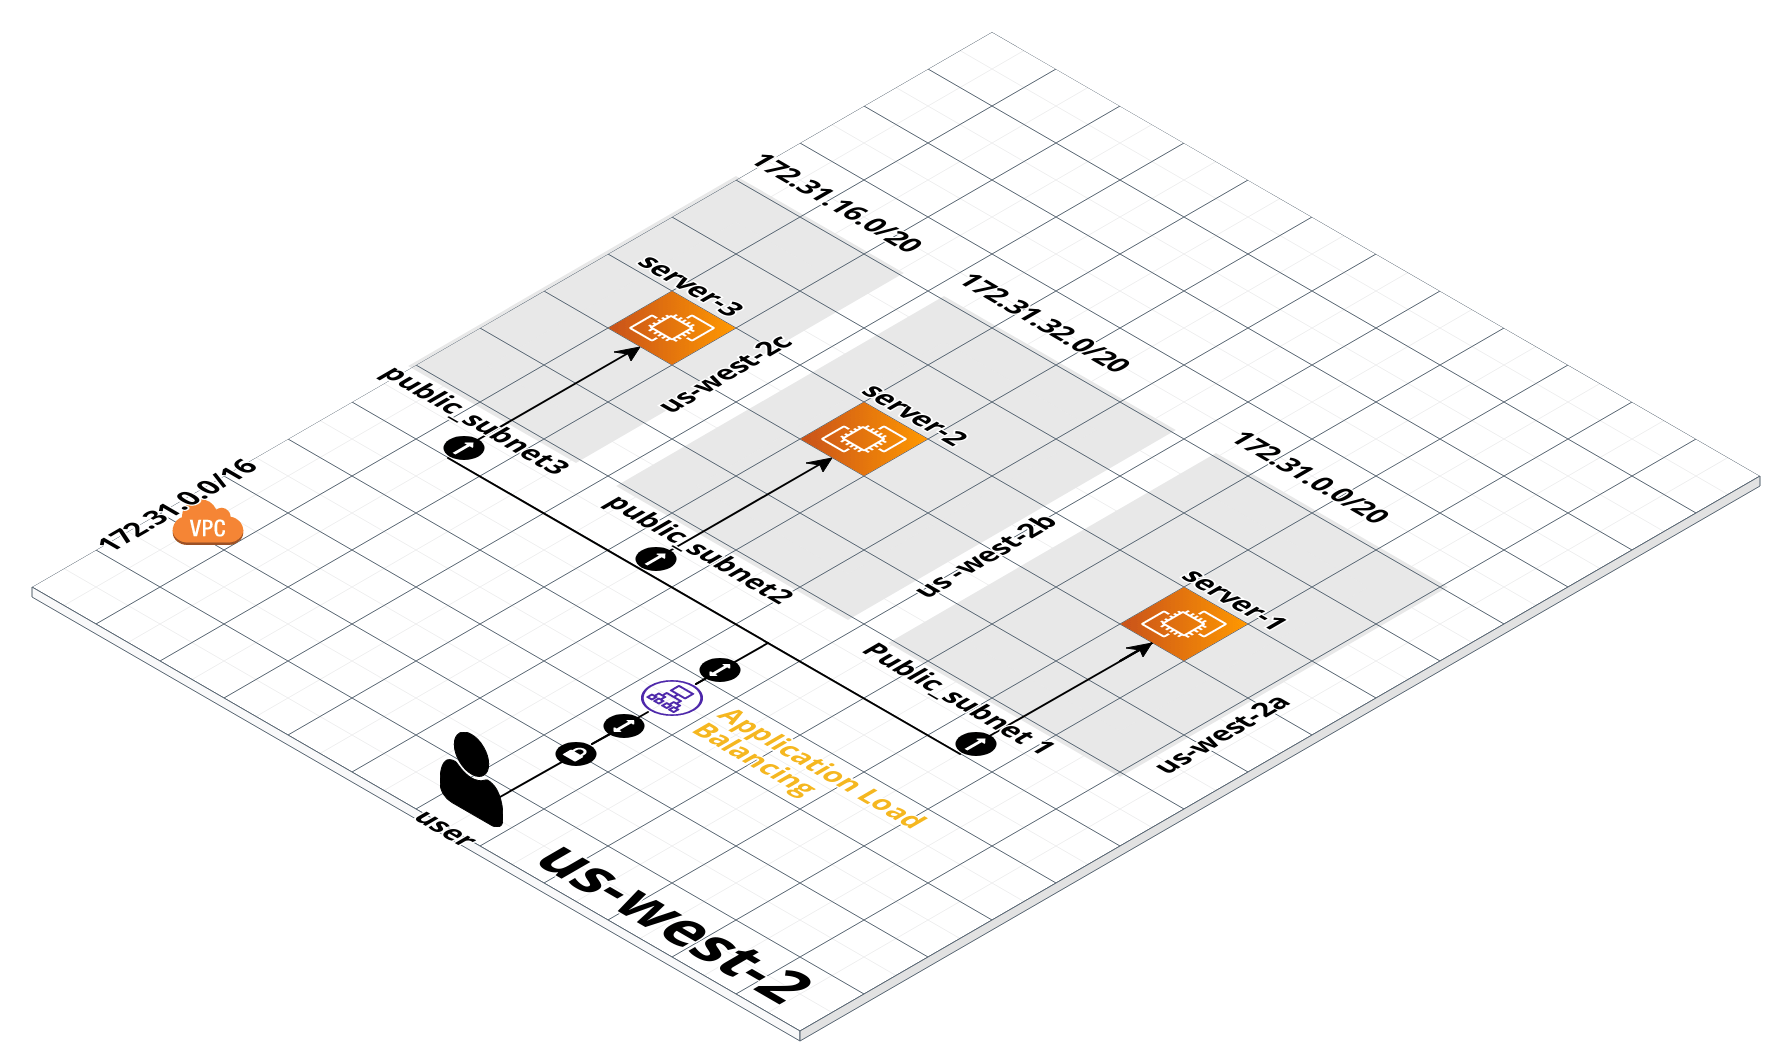 172.31.16.0/20
server-3
us-west-2c
public_subnet3
172.31.32.0/20
server-2
us-west-2b
public_subnet2
172.31.0.0/20
server-1
us-west-2a
Public_subnet 1
172.31.0.0/16
VPC
Application Load
Balancing
user
us-west-2